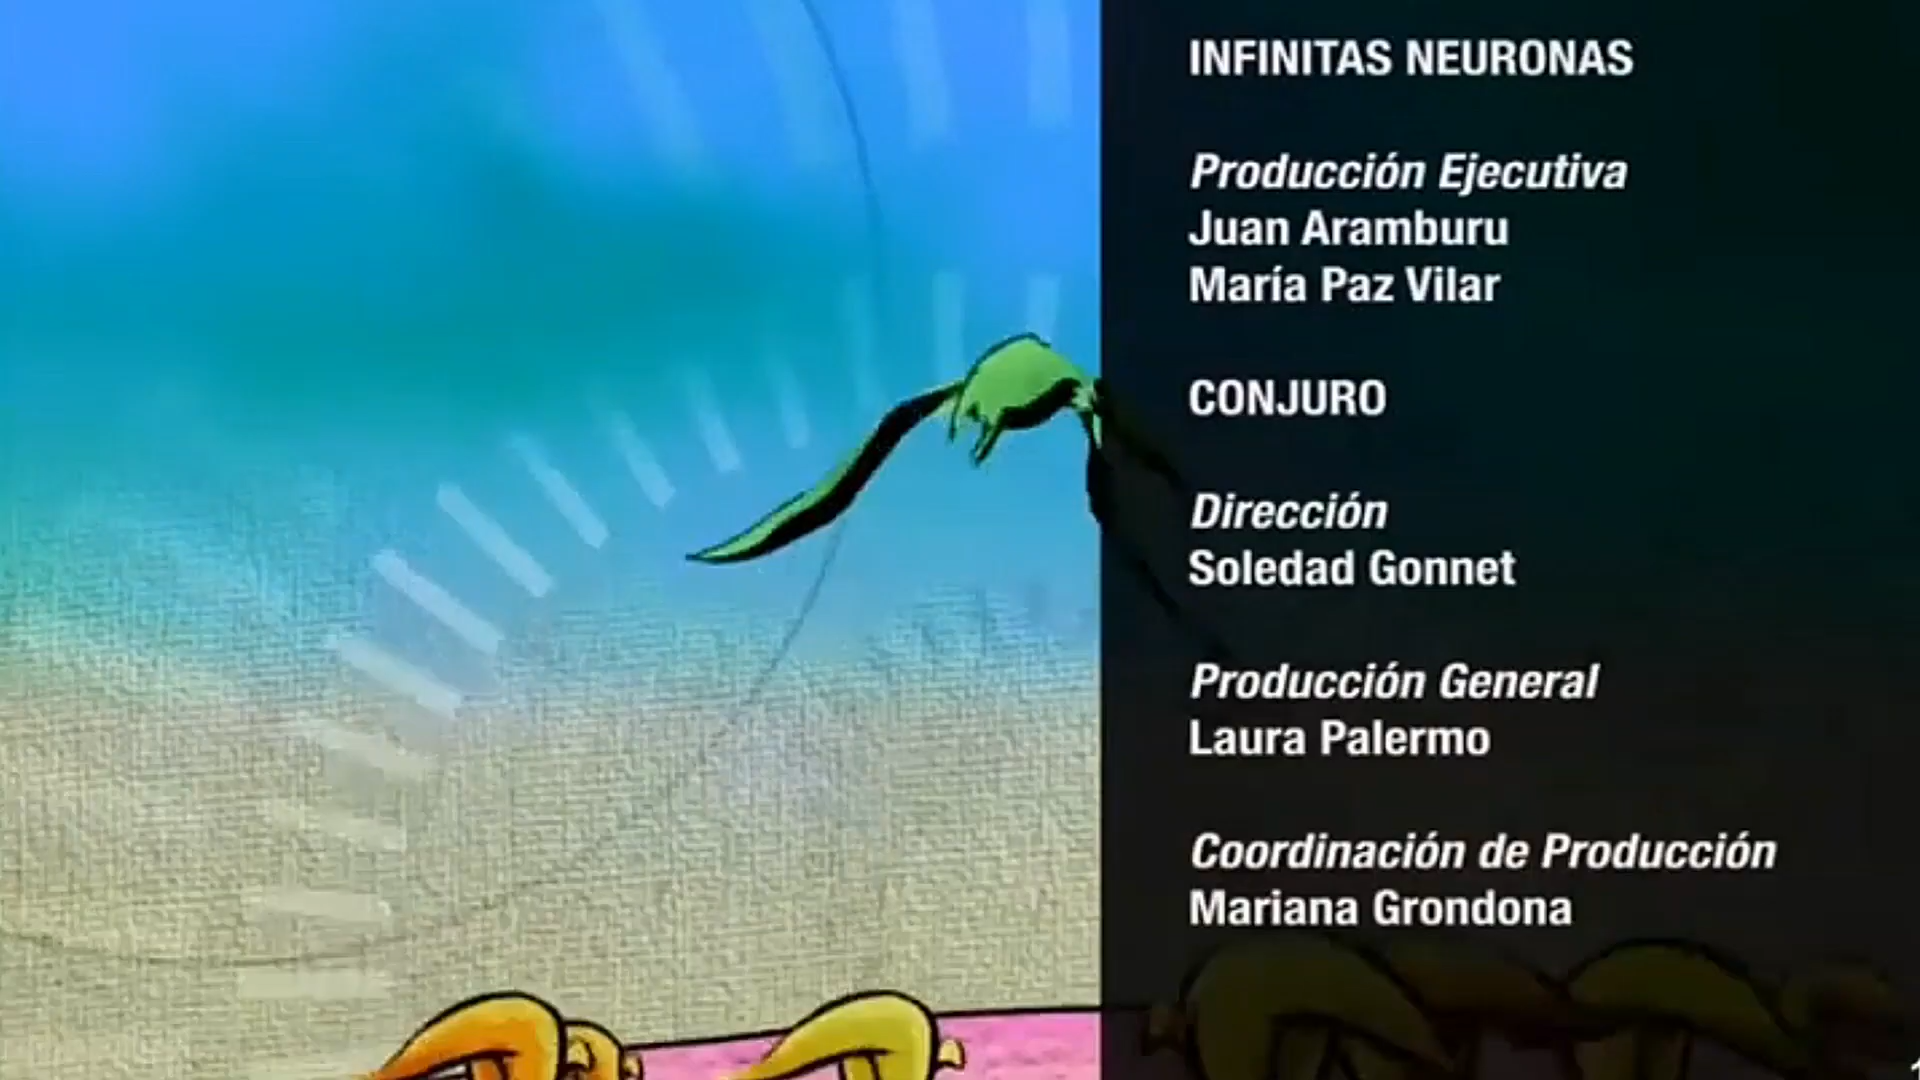 INFINITAS NEURONAS
Producción Ejecutiva
Juan Aramburu
María Paz Vilar
CONJURO
Dirección
Soledad Gonnet
Producción General
Laura Palermo
Coordinación de Producción
Mariana Grondona